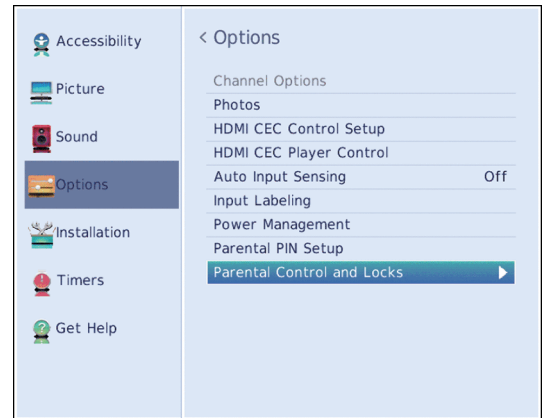 Accessibility
Picture
Sound
Options
Installation
Timers
Get Help
< Options
Channel Options
Photos
HDMI CEC Control Setup
HDMI CEC Player Control
Auto Input Sensing Off
Input Labeling
Power Management
Parental PIN Setup
Parental Control and Locks